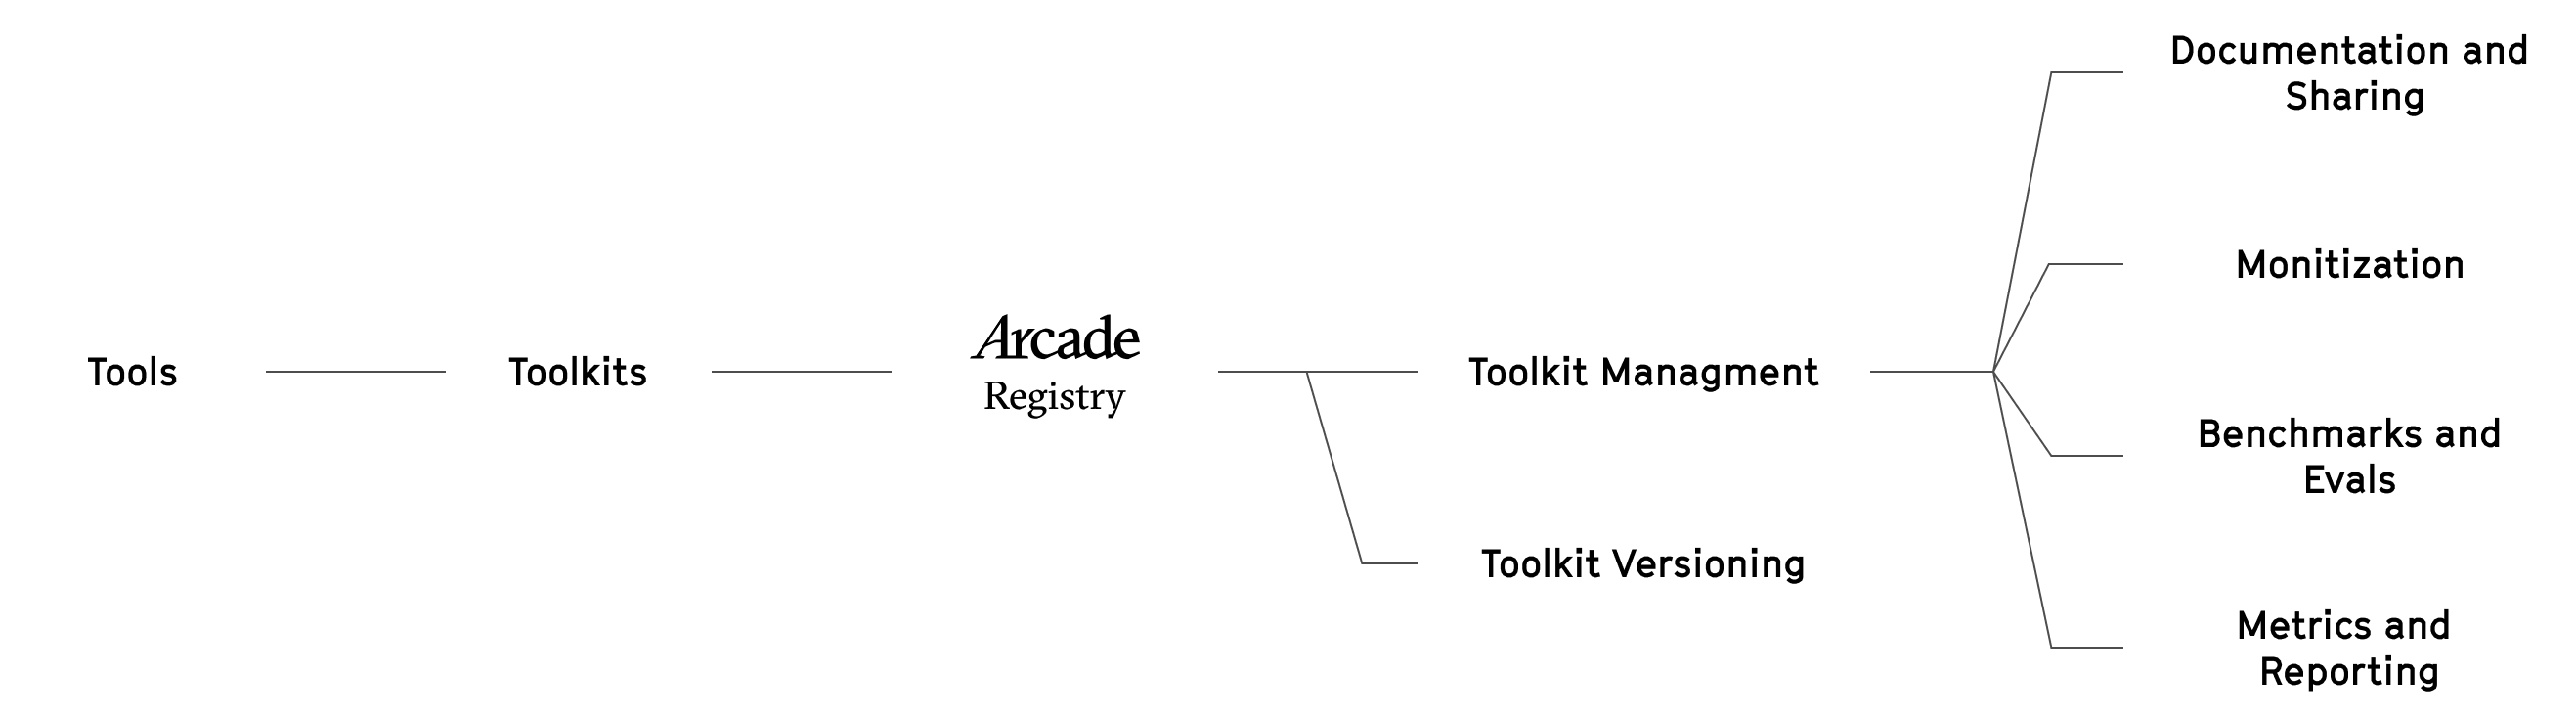 Tools
Toolkits
Arcade
Registry
Toolkit Managment
Toolkit Versioning
Documentation and
Sharing
Monitization
Benchmarks and
Evals
Metrics and
Reporting